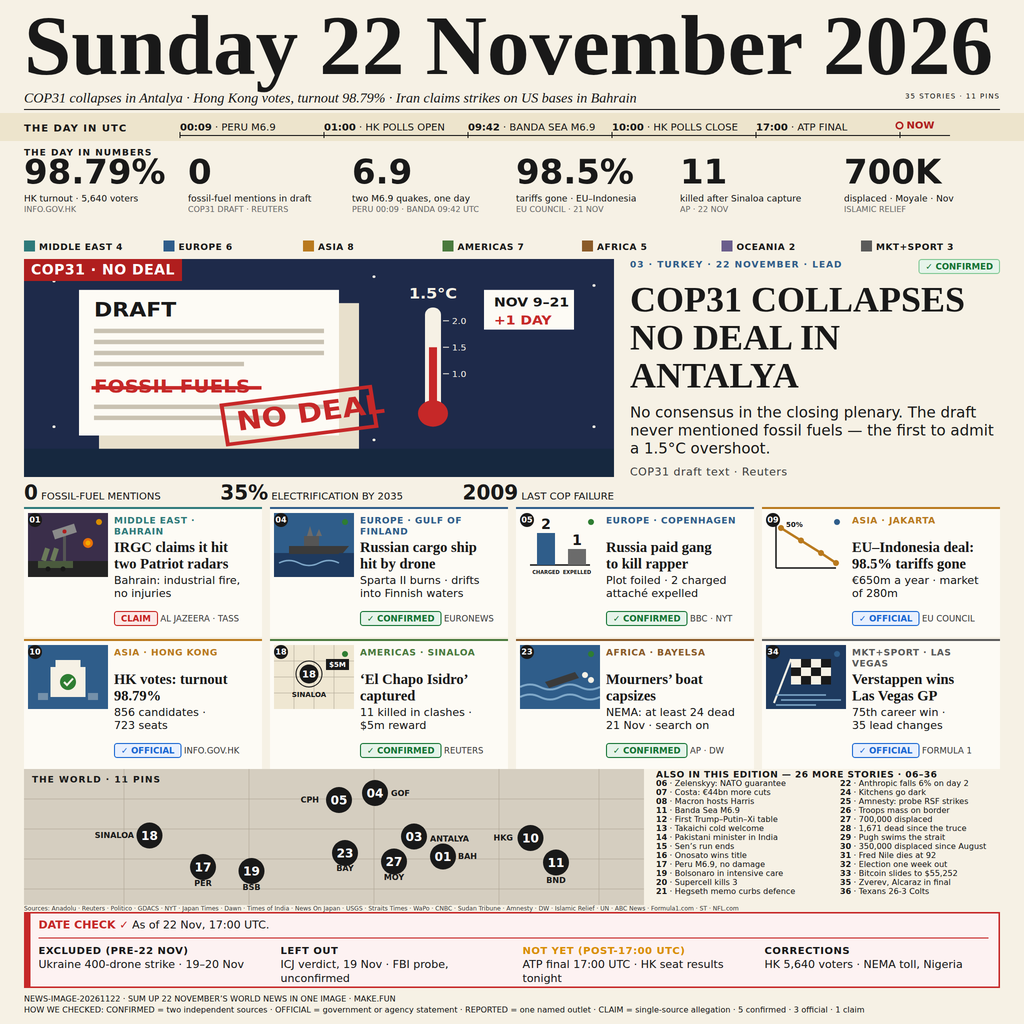 Sunday 22 November 2026
COP31 collapses in Antalya · Hong Kong votes, turnout 98.79% · Iran claims strikes on US bases in Bahrain
35 STORIES · 11 PINS
THE DAY IN UTC
00:09 · PERU M6.9
01:00 · HK POLLS OPEN
09:42 · BANDA SEA M6.9
10:00 · HK POLLS CLOSE
17:00 · ATP FINAL
NOW
THE DAY IN NUMBERS
98.79%
HK turnout · 5,640 voters
INFO.GOV.HK
0
fossil-fuel mentions in draft
COP31 DRAFT · REUTERS
6.9
two M6.9 quakes, one day
PERU 00:09 · BANDA 09:42 UTC
98.5%
tariffs gone · EU–Indonesia
EU COUNCIL · 21 NOV
11
killed after Sinaloa capture
AP · 22 NOV
700K
displaced · Moyale · Nov
ISLAMIC RELIEF
MIDDLE EAST 4
EUROPE 6
ASIA 8
AMERICAS 7
AFRICA 5
OCEANIA 2
MKT+SPORT 3
COP31 · NO DEAL
DRAFT
FOSSIL FUELS
NO DEAL
1.5°C
2.0
1.5
1.0
NOV 9–21
+1 DAY
03 · TURKEY · 22 NOVEMBER · LEAD
✓ CONFIRMED
COP31 COLLAPSES
NO DEAL IN
ANTALYA
No consensus in the closing plenary. The draft
never mentioned fossil fuels — the first to admit
a 1.5°C overshoot.
COP31 draft text · Reuters
0 FOSSIL-FUEL MENTIONS
35% ELECTRIFICATION BY 2035
2009 LAST COP FAILURE
01
MIDDLE EAST ·
BAHRAIN
IRGC claims it hit
two Patriot radars
Bahrain: industrial fire,
no injuries
CLAIM AL JAZEERA · TASS
04
EUROPE · GULF OF
FINLAND
Russian cargo ship
hit by drone
Sparta II burns · drifts
into Finnish waters
✓ CONFIRMED EURONEWS
05
2
1
CHARGED EXPELLED
EUROPE · COPENHAGEN
Russia paid gang
to kill rapper
Plot foiled · 2 charged
attaché expelled
✓ CONFIRMED BBC · NYT
09
50%
ASIA · JAKARTA
EU–Indonesia deal:
98.5% tariffs gone
€650m a year · market
of 280m
✓ OFFICIAL EU COUNCIL
10
ASIA · HONG KONG
HK votes: turnout
98.79%
856 candidates ·
723 seats
✓ OFFICIAL INFO.GOV.HK
18
$5M
18
SINALOA
AMERICAS · SINALOA
‘El Chapo Isidro’
captured
11 killed in clashes ·
$5m reward
✓ CONFIRMED REUTERS
23
AFRICA · BAYELSA
Mourners’ boat
capsizes
NEMA: at least 24 dead
21 Nov · search on
✓ CONFIRMED AP · DW
34
MKT+SPORT · LAS
VEGAS
Verstappen wins
Las Vegas GP
75th career win ·
35 lead changes
✓ OFFICIAL FORMULA 1
THE WORLD · 11 PINS
CPH 05
04 GOF
SINALOA 18
03 ANTALYA
HKG 10
23
BAY
01 BAH
27
MOY
11
BND
17
PER
19
BSB
ALSO IN THIS EDITION — 26 MORE STORIES · 06–36
06 · Zelenskyy: NATO guarantee
07 · Costa: €44bn more cuts
08 · Macron hosts Harris
11 · Banda Sea M6.9
12 · First Trump–Putin–Xi table
13 · Takaichi cold welcome
14 · Pakistani minister in India
15 · Sen’s run ends
16 · Onosato wins title
17 · Peru M6.9, no damage
19 · Bolsonaro in intensive care
20 · Supercell kills 3
21 · Hegseth memo curbs defence
22 · Anthropic falls 6% on day 2
24 · Kitchens go dark
25 · Amnesty: probe RSF strikes
26 · Troops mass on border
27 · 700,000 displaced
28 · 1,671 dead since the truce
29 · Pugh swims the strait
30 · 350,000 displaced since August
31 · Fred Nile dies at 92
32 · Election one week out
33 · Bitcoin slides to $55,252
35 · Zverev, Alcaraz in final
36 · Texans 26-3 Colts
Sources: Anadolu · Reuters · Politico · GDACS · NYT · Japan Times · Dawn · Times of India · News On Japan · USGS · Straits Times · WaPo · CNBC · Sudan Tribune · Amnesty · DW · Islamic Relief · UN · ABC News · Formula1.com · ST · NFL.com
DATE CHECK ✓ As of 22 Nov, 17:00 UTC.
EXCLUDED (PRE-22 NOV)
Ukraine 400-drone strike · 19–20 Nov
LEFT OUT
ICJ verdict, 19 Nov · FBI probe,
unconfirmed
NOT YET (POST-17:00 UTC)
ATP final 17:00 UTC · HK seat results
tonight
CORRECTIONS
HK 5,640 voters · NEMA toll, Nigeria
NEWS-IMAGE-20261122 · SUM UP 22 NOVEMBER’S WORLD NEWS IN ONE IMAGE · MAKE.FUN
HOW WE CHECKED: CONFIRMED = two independent sources · OFFICIAL = government or agency statement · REPORTED = one named outlet · CLAIM = single-source allegation · 5 confirmed · 3 official · 1 claim